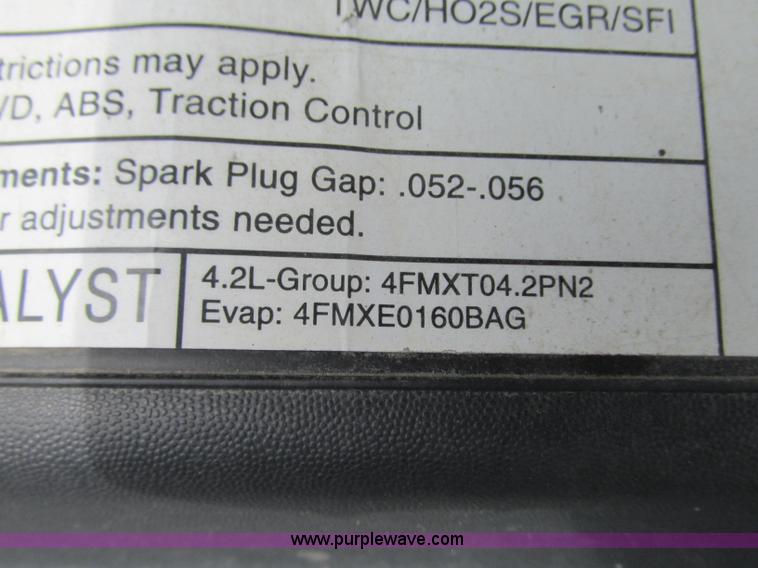 TWC/HO2S/EGR/SFI
trictions may apply.
/D, ABS, Traction Control
ments: Spark Plug Gap: .052-.056
r adjustments needed.
ALYST
4.2L-Group: 4FMXT04.2PN2
Evap: 4FMXE0160BAG
www.purplewave.com